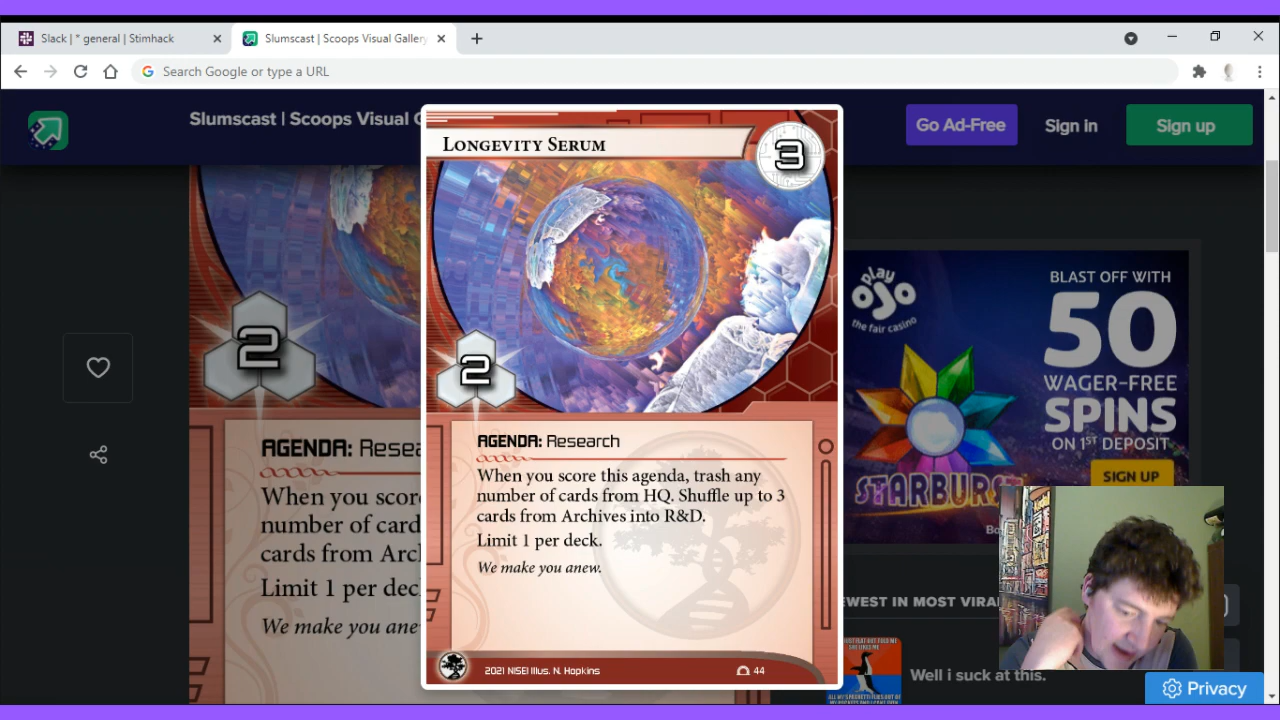 Slack | * general | Stimhack
Slumscast | Scoops Visual Gallery
Search Google or type a URL
Slumscast | Scoops Visual G
Go Ad-Free
Sign in
Sign up
LONGEVITY SERUM
3
2
AGENDA: Research
When you score this agenda, trash any
number of cards from HQ. Shuffle up to 3
cards from Archives into R&D.
Limit 1 per deck.
We make you anew.
2021 NISEI Illus. N. Hopkins
44
2
AGENDA: Resea
When you scor
number of card
cards from Arc
Limit 1 per dec
We make you ane
play
OJO
the fair casino
BLAST OFF WITH
50
WAGER-FREE
SPINS
ON 1ST DEPOSIT
SIGN UP
STARBURS
EWEST IN MOST VIRA
Well i suck at this.
Privacy